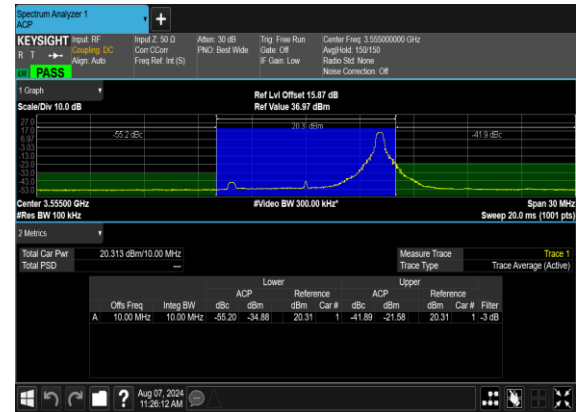 Spectrum Analyzer 1
ACP
KEYSIGHT Input: RF Input Z: 50 Ω Atten: 30 dB Trig: Free Run Center Freq: 3.555000000 GHz
R T Coupling: DC Corr CCorr PNO: Best Wide Gate: Off Avg|Hold: 150/150
Align: Auto Freq Ref: Int (S) IF Gain: Low Radio Std: None
PASS Noise Correction: Off
1 Graph
Ref Lvl Offset 15.87 dB
Scale/Div 10.0 dB Ref Value 36.97 dBm
27.0
17.0
6.97
-3.03
-13.0
-23.0
-33.0
-43.0
-53.0
-55.2 dBc 20.3 dBm -41.9 dBc
Center 3.55500 GHz #Video BW 300.00 kHz* Span 30 MHz
#Res BW 100 kHz Sweep 20.0 ms (1001 pts)
2 Metrics
Total Car Pwr 20.313 dBm/10.00 MHz Measure Trace Trace 1
Total PSD --- Trace Type Trace Average (Active)
Lower Upper
ACP Reference ACP Reference
Offs Freq Integ BW dBc dBm dBm Car # dBc dBm dBm Car # Filter
A 10.00 MHz 10.00 MHz -55.20 -34.88 20.31 1 -41.89 -21.58 20.31 1 -3 dB
? Aug 07, 2024
11:26:12 AM